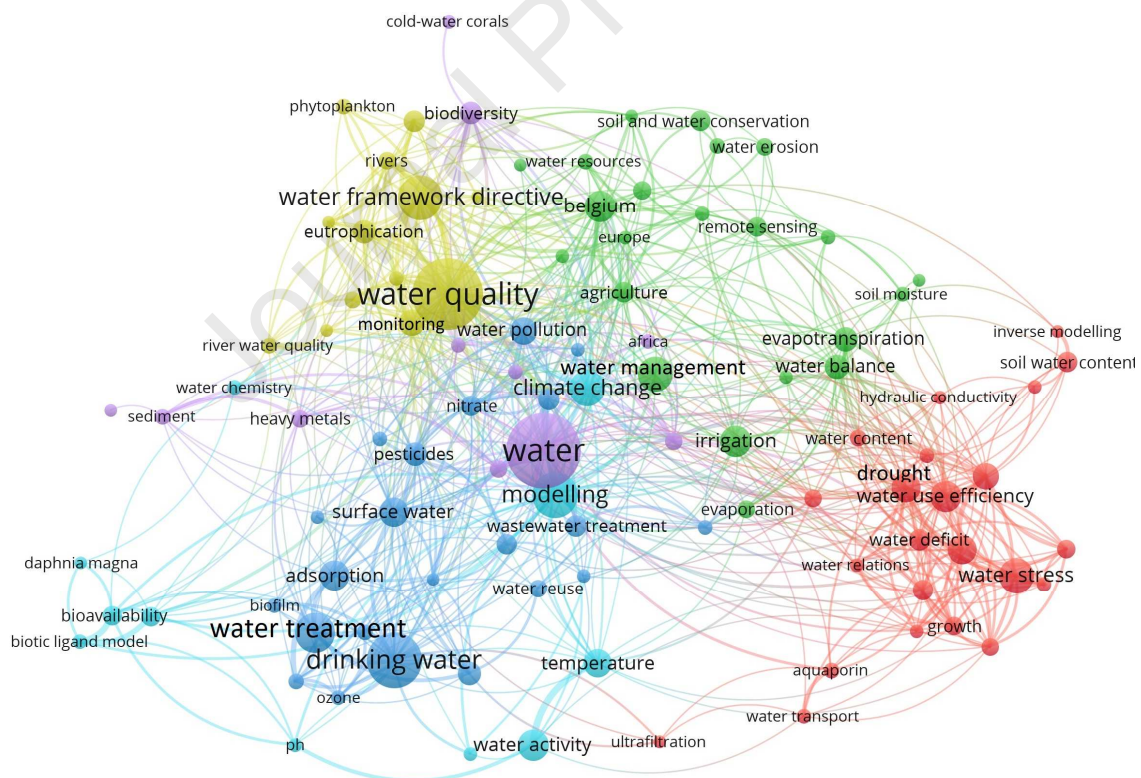 cold-water corals
phytoplankton
biodiversity
soil and water conservation
water erosion
rivers
water resources
water framework directive
belgium
eutrophication
europe
remote sensing
water quality
agriculture
soil moisture
monitoring
water pollution
river water quality
africa
evapotranspiration
inverse modelling
water management
water balance
soil water content
water chemistry
climate change
sediment
heavy metals
nitrate
hydraulic conductivity
water
irrigation
water content
pesticides
drought
modelling
water use efficiency
surface water
wastewater treatment
evaporation
water deficit
daphnia magna
adsorption
water reuse
water relations
water stress
bioavailability
biofilm
biotic ligand model
water treatment
growth
drinking water
temperature
aquaporin
ozone
water transport
ph
water activity
ultrafiltration
Journal P